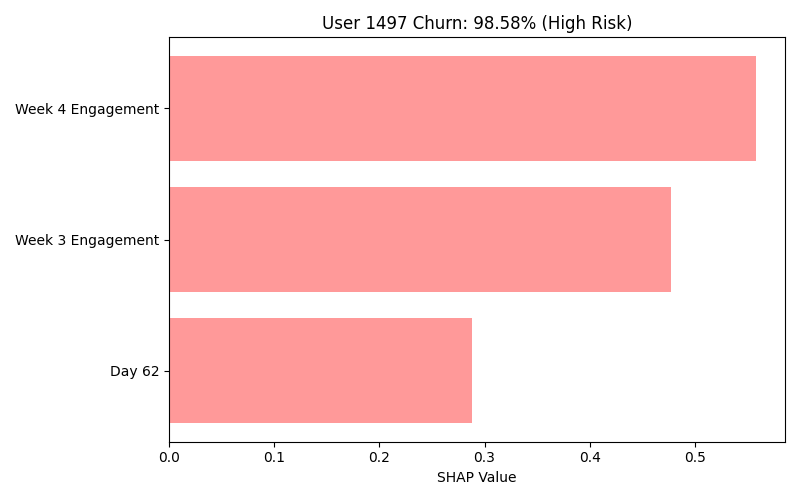 User 1497 Churn: 98.58% (High Risk)
Week 4 Engagement
Week 3 Engagement
Day 62
0.0 0.1 0.2 0.3 0.4 0.5
SHAP Value